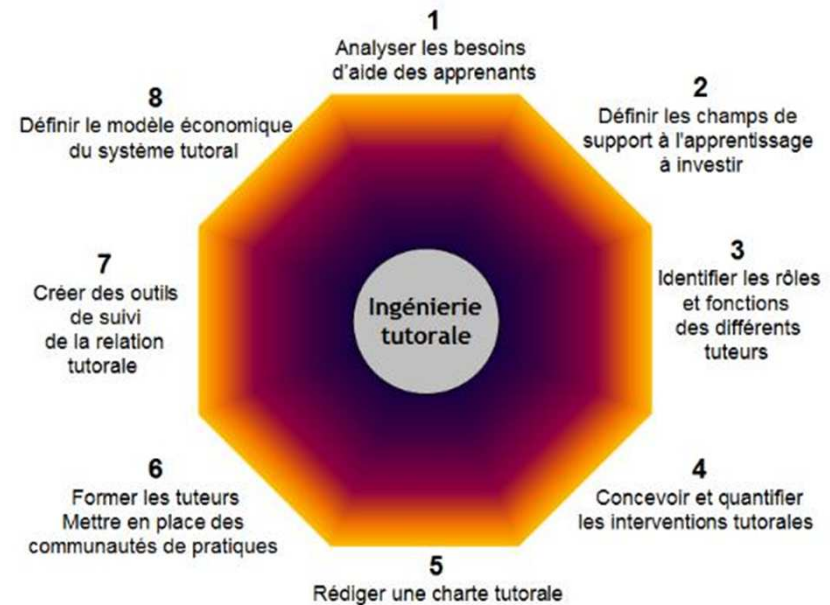 1
Analyser les besoins
d'aide des apprenants
2
Définir les champs de
support à l'apprentissage
à investir
3
Identifier les rôles
et fonctions
des différents
tuteurs
4
Concevoir et quantifier
les interventions tutorales
5
Rédiger une charte tutorale
6
Former les tuteurs
Mettre en place des
communautés de pratiques
7
Créer des outils
de suivi
de la relation
tutorale
8
Définir le modèle économique
du système tutoral
Ingénierie
tutorale